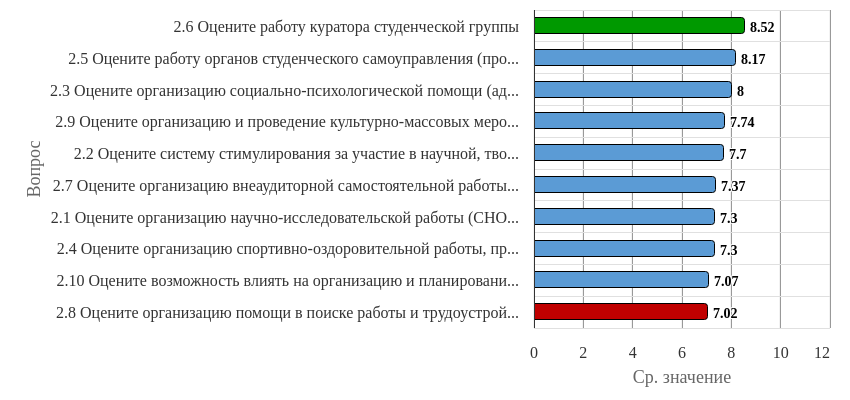 2.6 Оцените работу куратора студенческой группы 8.52
2.5 Оцените работу органов студенческого самоуправления (про... 8.17
2.3 Оцените организацию социально-психологической помощи (ад... 8
2.9 Оцените организацию и проведение культурно-массовых меро... 7.74
2.2 Оцените систему стимулирования за участие в научной, тво... 7.7
2.7 Оцените организацию внеаудиторной самостоятельной работы... 7.37
2.1 Оцените организацию научно-исследовательской работы (СНО... 7.3
2.4 Оцените организацию спортивно-оздоровительной работы, пр... 7.3
2.10 Оцените возможность влиять на организацию и планировани... 7.07
2.8 Оцените организацию помощи в поиске работы и трудоустрой... 7.02
Вопрос
0 2 4 6 8 10 12
Ср. значение